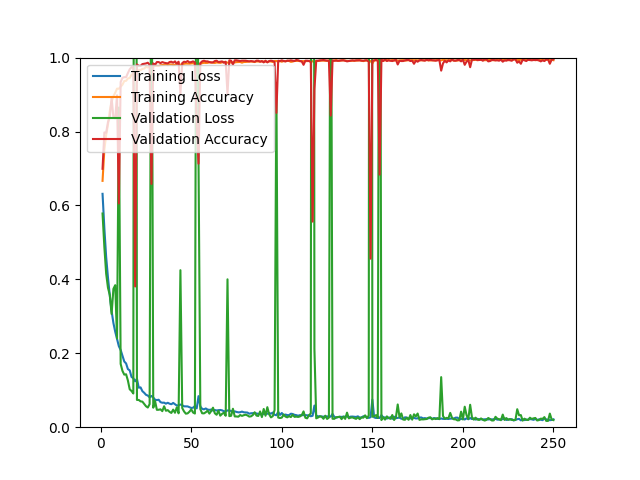 1.0
0.8
0.6
0.4
0.2
0.0
Training Loss
Training Accuracy
Validation Loss
Validation Accuracy
0 50 100 150 200 250